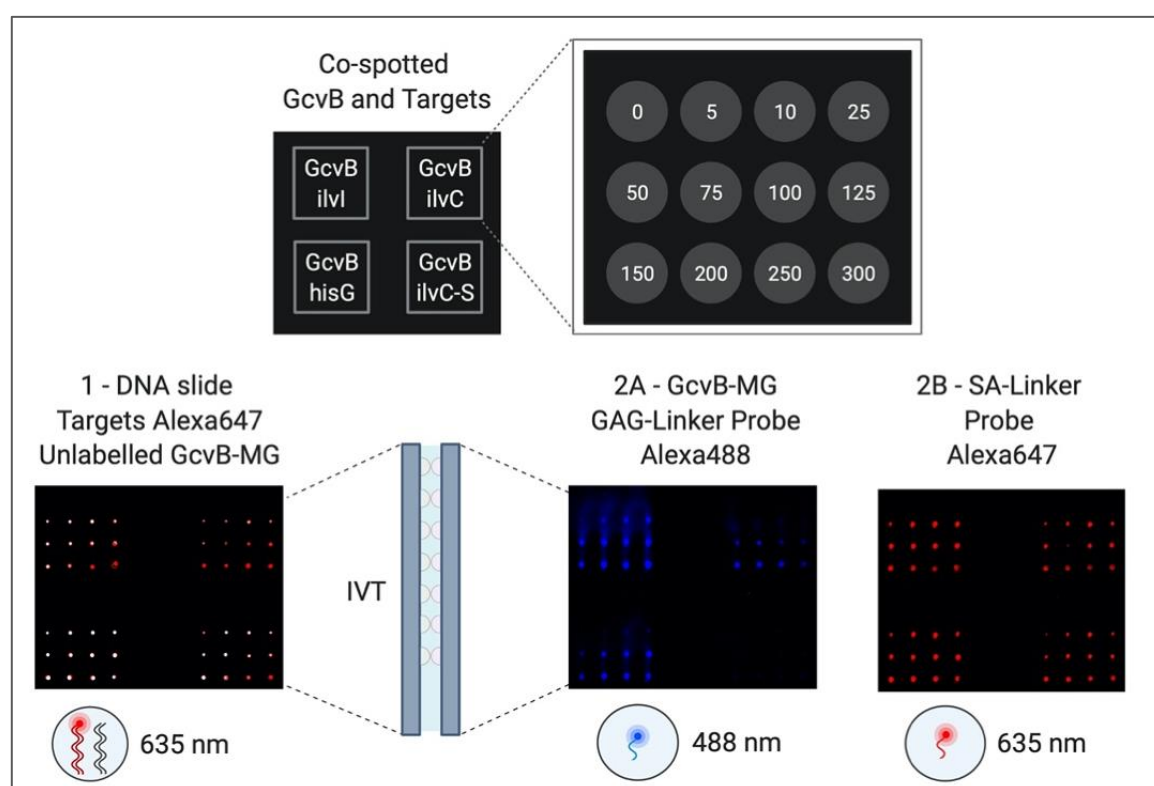 Co-spotted
GcvB and Targets
GcvB
ilvI
GcvB
ilvC
GcvB
hisG
GcvB
ilvC-S
0 5 10 25
50 75 100 125
150 200 250 300
1 - DNA slide
Targets Alexa647
Unlabelled GcvB-MG
2A - GcvB-MG
GAG-Linker Probe
Alexa488
2B - SA-Linker
Probe
Alexa647
IVT
635 nm
488 nm
635 nm